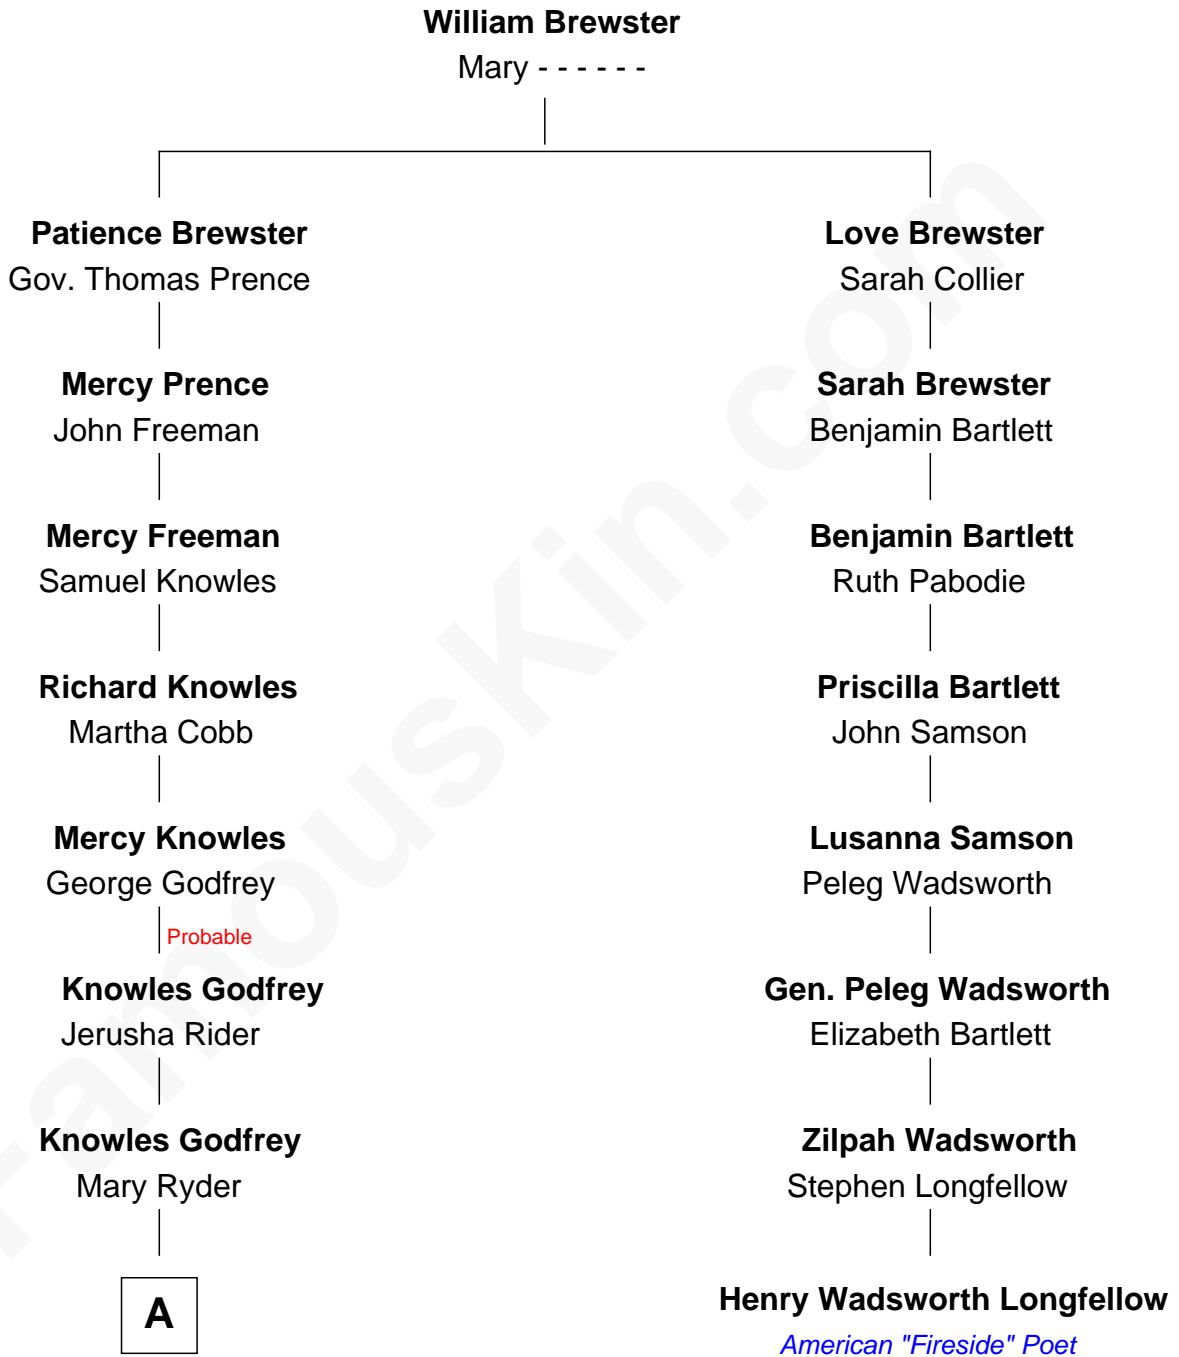 William Brewster
Mary - - - - - -
Patience Brewster
Gov. Thomas Prence
Love Brewster
Sarah Collier
Mercy Prence
John Freeman
Sarah Brewster
Benjamin Bartlett
Mercy Freeman
Samuel Knowles
Benjamin Bartlett
Ruth Pabodie
Richard Knowles
Martha Cobb
Priscilla Bartlett
John Samson
Mercy Knowles
George Godfrey
Lusanna Samson
Peleg Wadsworth
Probable
Knowles Godfrey
Jerusha Rider
Gen. Peleg Wadsworth
Elizabeth Bartlett
Knowles Godfrey
Mary Ryder
Zilpah Wadsworth
Stephen Longfellow
A
Henry Wadsworth Longfellow
American "Fireside" Poet
FamousKin.com